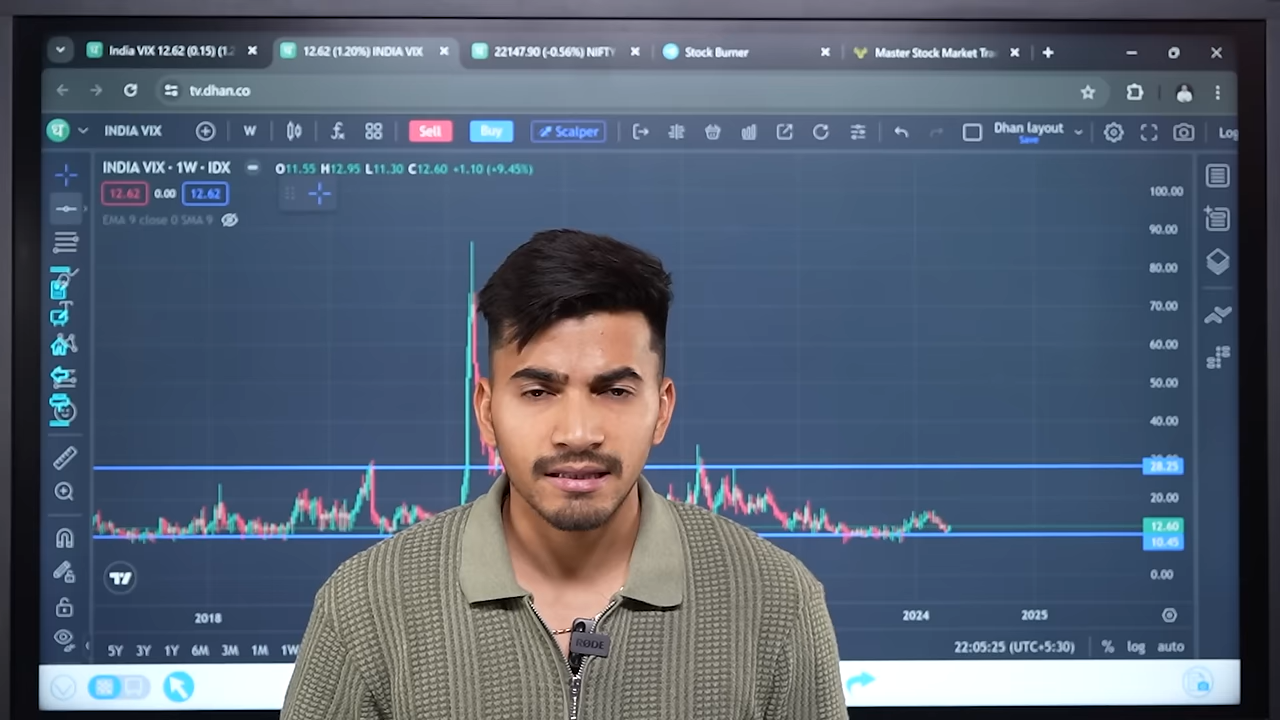 India VIX 12.62 (0.15) (1.2
12.62 (1.20%) INDIA VIX
22147.90 (-0.56%) NIFTY
Stock Burner
Master Stock Market Tra
tv.dhan.co
INDIA VIX
W
Sell
Buy
Scalper
Dhan layout
Save
Log
INDIA VIX · 1W · IDX
O11.55 H12.95 L11.30 C12.60 +1.10 (+9.45%)
12.62 0.00 12.62
EMA 9 close 0 SMA 9
100.00
90.00
80.00
70.00
60.00
50.00
40.00
28.25
20.00
12.60
10.45
0.00
2018
2024
2025
RØDE
5Y 3Y 1Y 6M 3M 1M 1W
22:05:25 (UTC+5:30)
% log auto